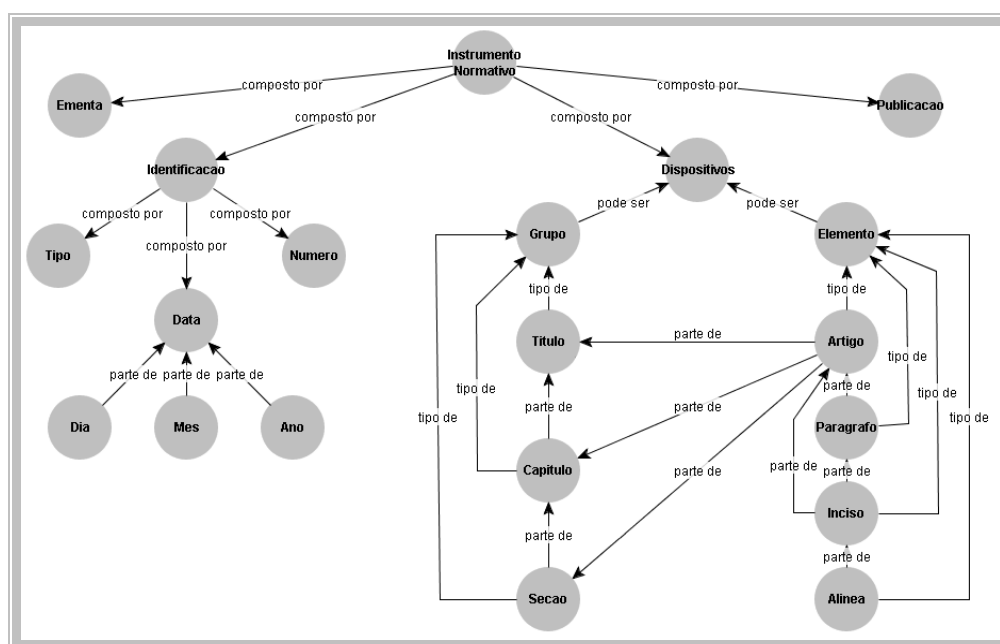 Instrumento
Normativo
composto por
composto por
composto por
composto por
Ementa
Publicacao
Identificacao
Dispositivos
composto por
composto por
composto por
pode ser
pode ser
Tipo
Numero
Grupo
Elemento
Data
tipo de
tipo de
Titulo
parte de
Artigo
parte de
parte de
parte de
tipo de
tipo de
tipo de
tipo de
tipo de
parte de
parte de
parte de
Dia
Mes
Ano
Paragrafo
Capitulo
parte de
parte de
parte de
Inciso
parte de
parte de
Secao
Alinea